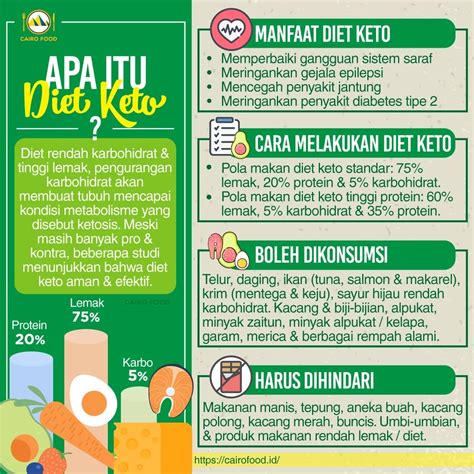 CAIRO FOOD
APA ITU
Diet Keto
?
Diet rendah karbohidrat &
tinggi lemak, pengurangan
karbohidrat akan
membuat tubuh mencapai
kondisi metabolisme yang
disebut ketosis. Meski
masih banyak pro &
kontra, beberapa studi
menunjukkan bahwa diet
keto aman & efektif.
CAIRO FOOD
Protein
20%
Lemak
75%
Karbo
5%
MANFAAT DIET KETO
• Memperbaiki gangguan sistem saraf
• Meringankan gejala epilepsi
• Mencegah penyakit jantung
• Meringankan penyakit diabetes tipe 2
CARA MELAKUKAN DIET KETO
• Pola makan diet keto standar: 75%
lemak, 20% protein & 5% karbohidrat.
• Pola makan diet keto tinggi protein: 60%
lemak, 5% karbohidrat & 35% protein.
BOLEH DIKONSUMSI
Telur, daging, ikan (tuna, salmon & makarel),
krim (mentega & keju), sayur hijau rendah
karbohidrat. Kacang & biji-bijian, alpukat,
minyak zaitun, minyak alpukat / kelapa,
garam, merica & berbagai rempah alami.
HARUS DIHINDARI
Makanan manis, tepung, aneka buah, kacang
polong, kacang merah, buncis. Umbi-umbian,
& produk makanan rendah lemak / diet.
https://cairofood.id/